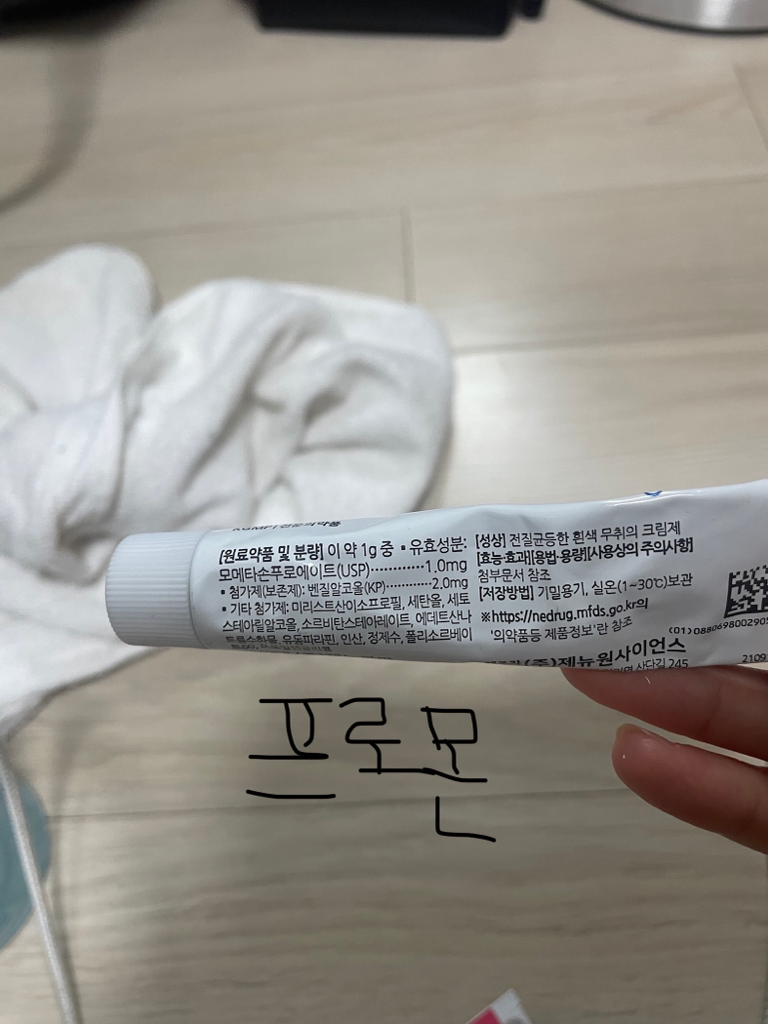 [원료약품 및 분량] 이 약 1g 중 ▪ 유효성분:
모메타손푸로에이트(USP)············1.0mg
▪ 첨가제(보존제): 벤질알코올(KP)···········2.0mg
▪ 기타 첨가제: 미리스트산이소프로필, 세탄올, 세토
스테아릴알코올, 소르비탄스테아레이트, 에데트산나
트륨수화물, 유동파라핀, 인산, 정제수, 폴리소르베이
[성상] 전질균등한 흰색 무취의 크림제
[효능·효과][용법·용량][사용상의 주의사항]
첨부문서 참조
[저장방법] 기밀용기, 실온(1~30℃)보관
※https://nedrug.mfds.go.kr의
'의약품등 제품정보'란 참조
(주)제뉴원사이언스
산단길 245
2109
프로몬